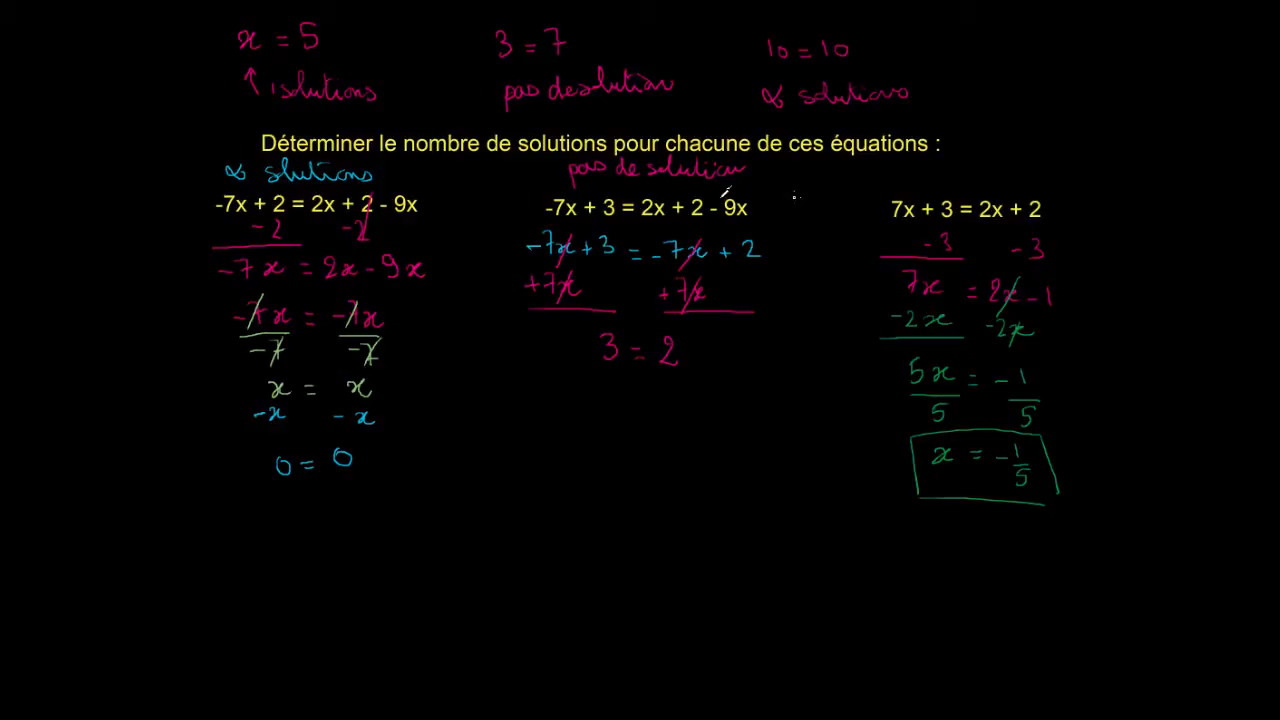 x = 5
↑ 1 solutions
3 = 7
pas de solution
10 = 10
∞ solutions
Déterminer le nombre de solutions pour chacune de ces équations :
∞ solutions
-7x + 2 = 2x + 2 - 9x
-2 -2
-7x = 2x - 9x
-7x = -7x
-7 -7
x = x
-x -x
0 = 0
pas de solution
-7x + 3 = 2x + 2 - 9x
-7x + 3 = -7x + 2
+7x +7x
3 = 2
7x + 3 = 2x + 2
-3 -3
7x = 2x - 1
-2x -2x
5x = -1
5 5
x = -1/5